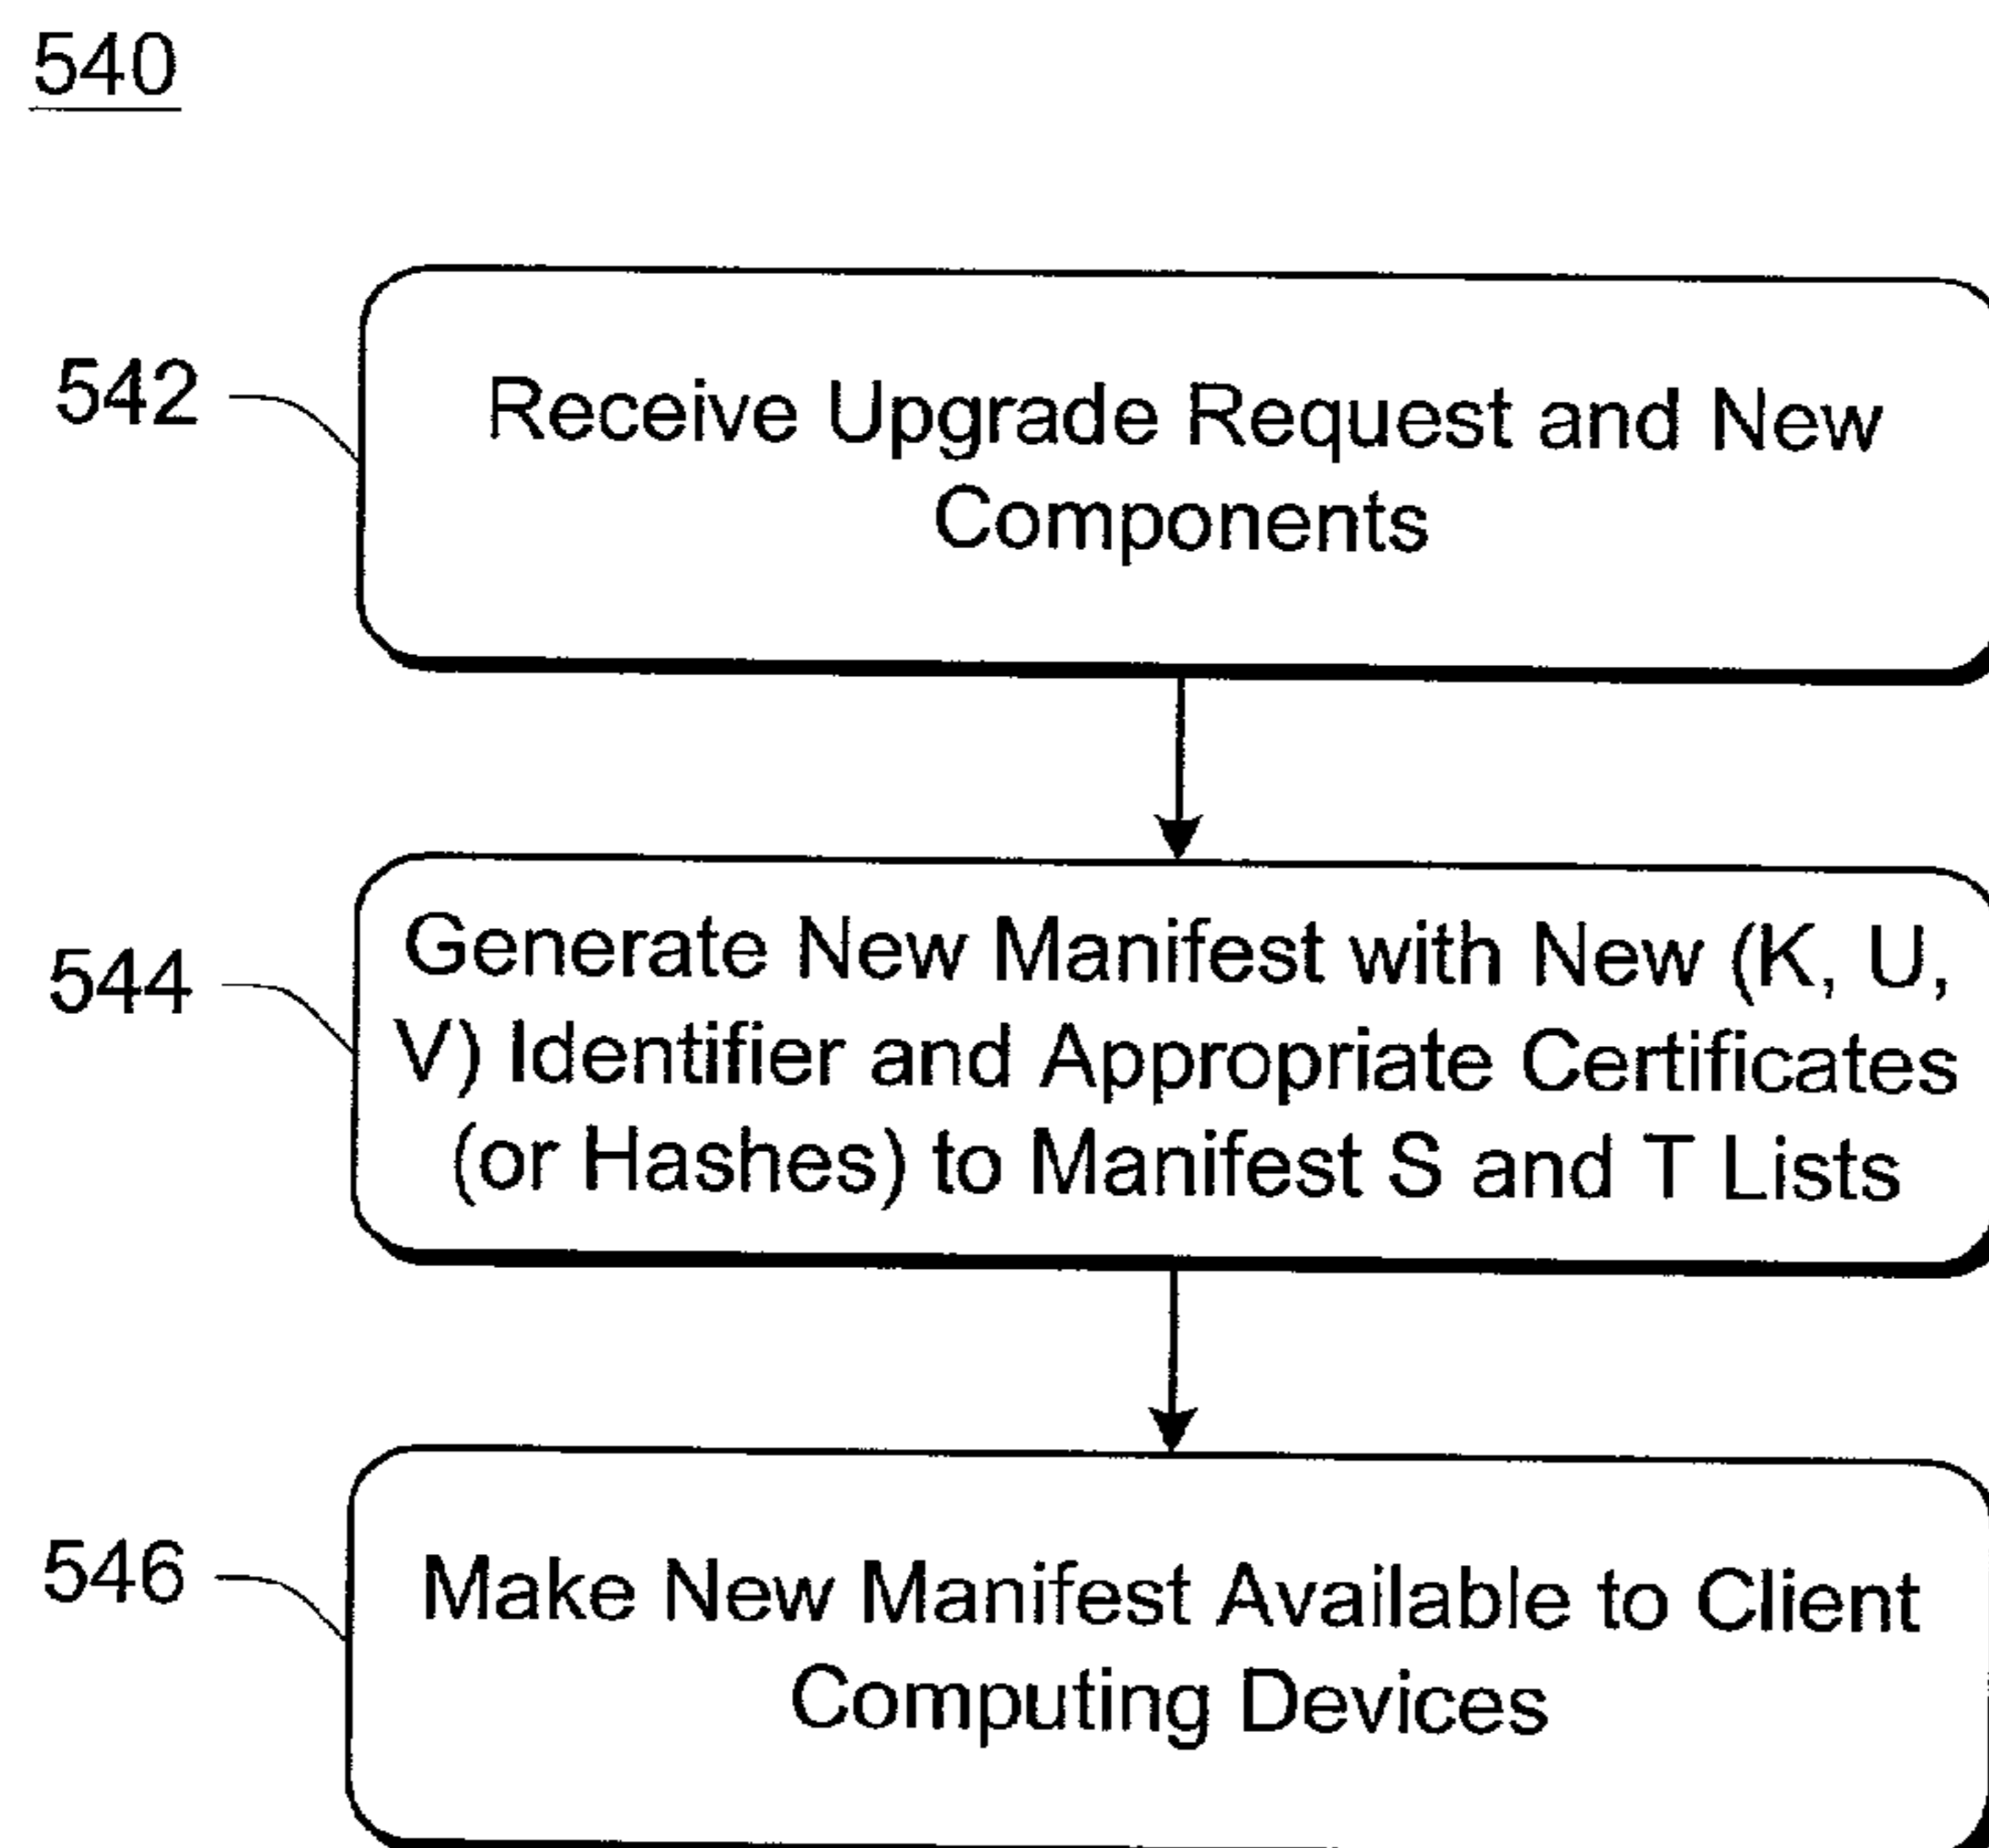 540
542
Receive Upgrade Request and New
Components
544
Generate New Manifest with New (K, U,
V) Identifier and Appropriate Certificates
(or Hashes) to Manifest S and T Lists
546
Make New Manifest Available to Client
Computing Devices